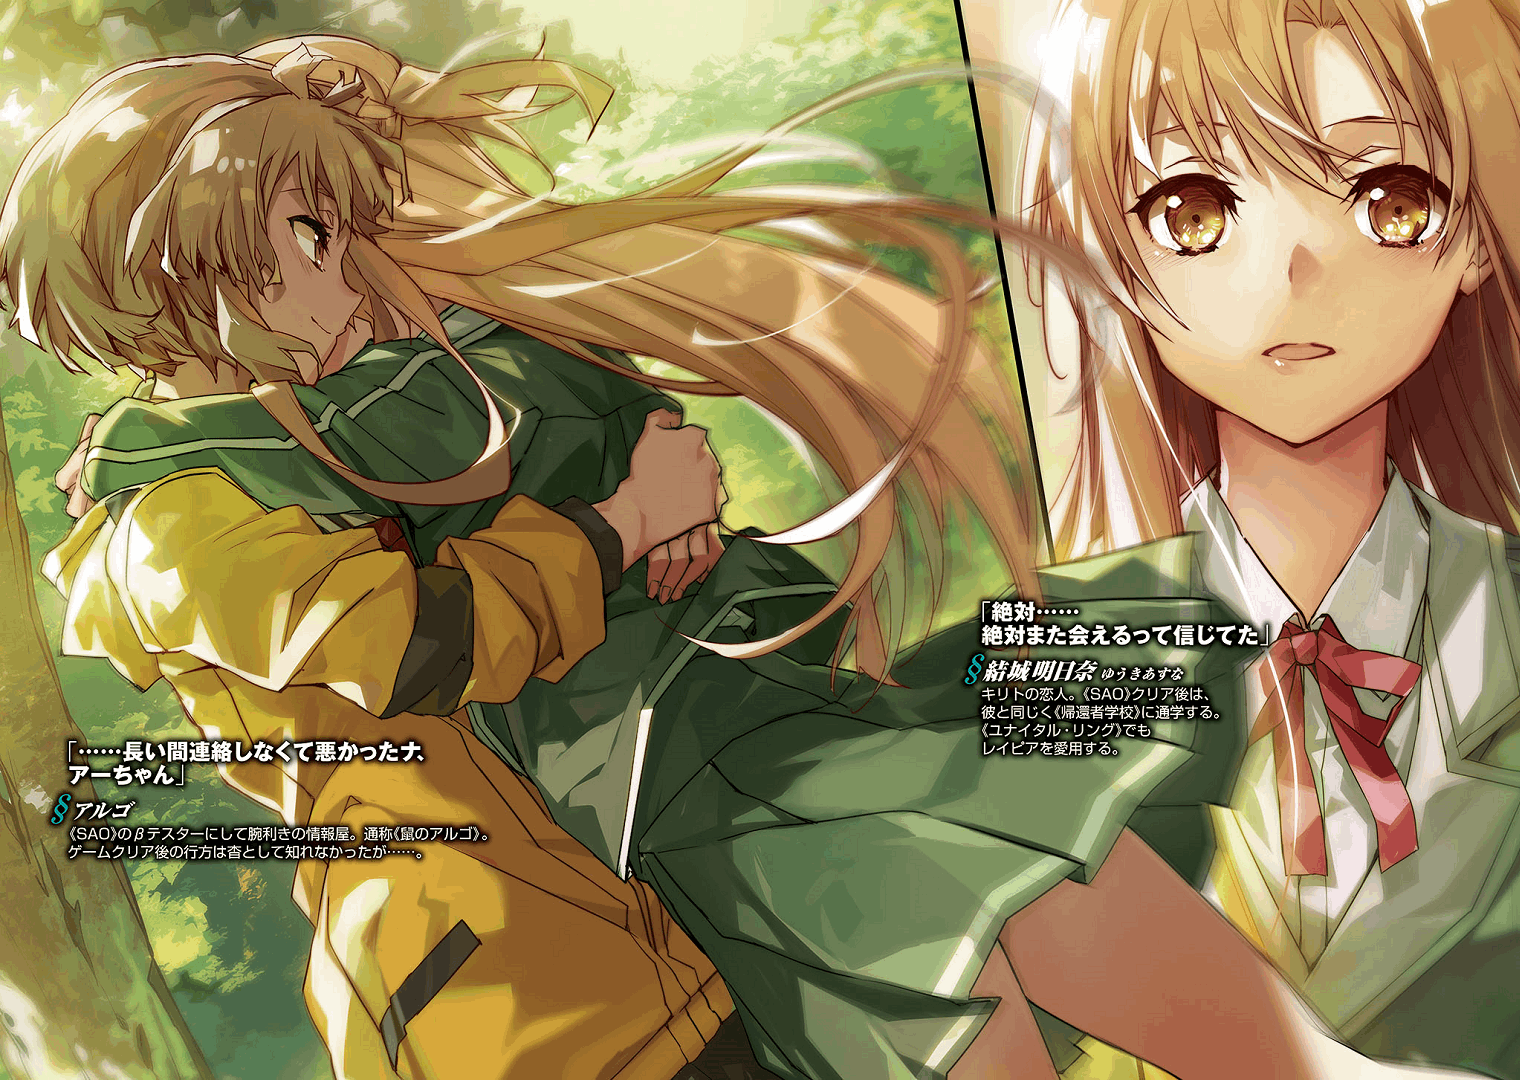 「絶対……
絶対また会えるって信じてた」
§結城明日奈 ゆうきあすな
キリトの恋人。《SAO》クリア後は、
彼と同じく《帰還者学校》に通学する。
《ユナイタル・リング》でも
レイピアを愛用する。
「……長い間連絡しなくて悪かったナ、
アーちゃん」
§アルゴ
《SAO》のβテスターにして腕利きの情報屋。通称《鼠のアルゴ》。
ゲームクリア後の行方は杳として知れなかったが……。